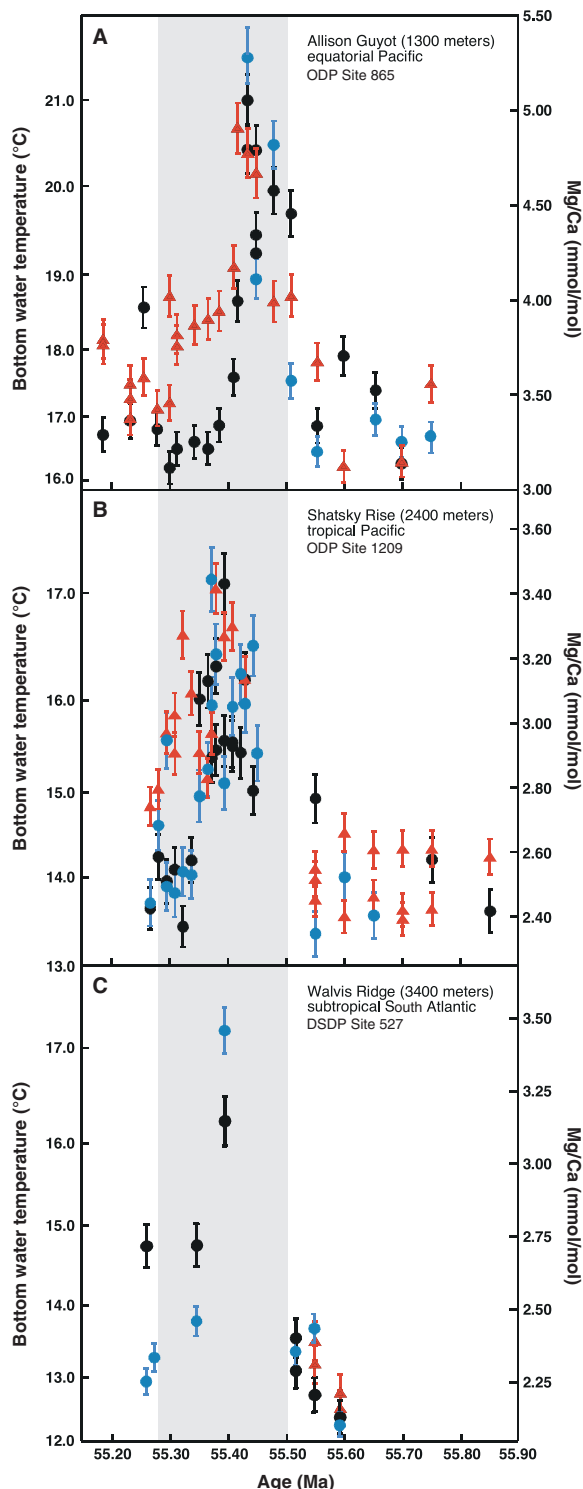 A
Allison Guyot (1300 meters)
equatorial Pacific
ODP Site 865
Bottom water temperature (°C)
21.0
20.0
19.0
18.0
17.0
16.0
5.50
5.00
4.50
4.00
3.50
3.00
Mg/Ca (mmol/mol)
B
Shatsky Rise (2400 meters)
tropical Pacific
ODP Site 1209
Bottom water temperature (°C)
17.0
16.0
15.0
14.0
13.0
3.60
3.40
3.20
3.00
2.80
2.60
2.40
Mg/Ca (mmol/mol)
C
Walvis Ridge (3400 meters)
subtropical South Atlantic
DSDP Site 527
Bottom water temperature (°C)
17.0
16.0
15.0
14.0
13.0
12.0
3.50
3.25
3.00
2.75
2.50
2.25
Mg/Ca (mmol/mol)
55.20 55.30 55.40 55.50 55.60 55.70 55.80 55.90
Age (Ma)